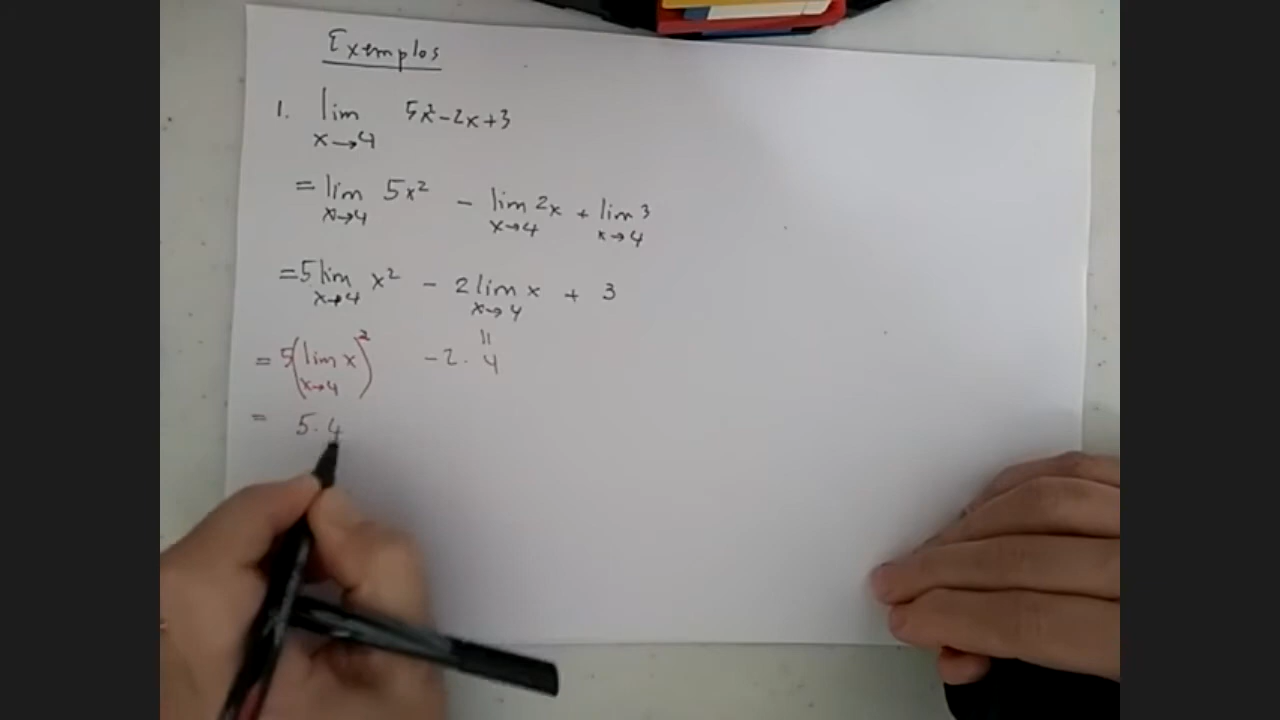 Exemplos
1. lim 5x²-2x+3
x→4
= lim 5x² - lim 2x + lim 3
x→4 x→4 x→4
= 5 lim x² - 2 lim x + 3
x→4 x→4
||
= 5(lim x)² -2. 4
x→4
= 5.4